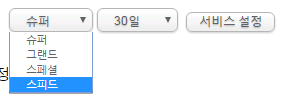 슈퍼 30일 서비스 설정
슈퍼
그랜드
스페셜
정 스피드